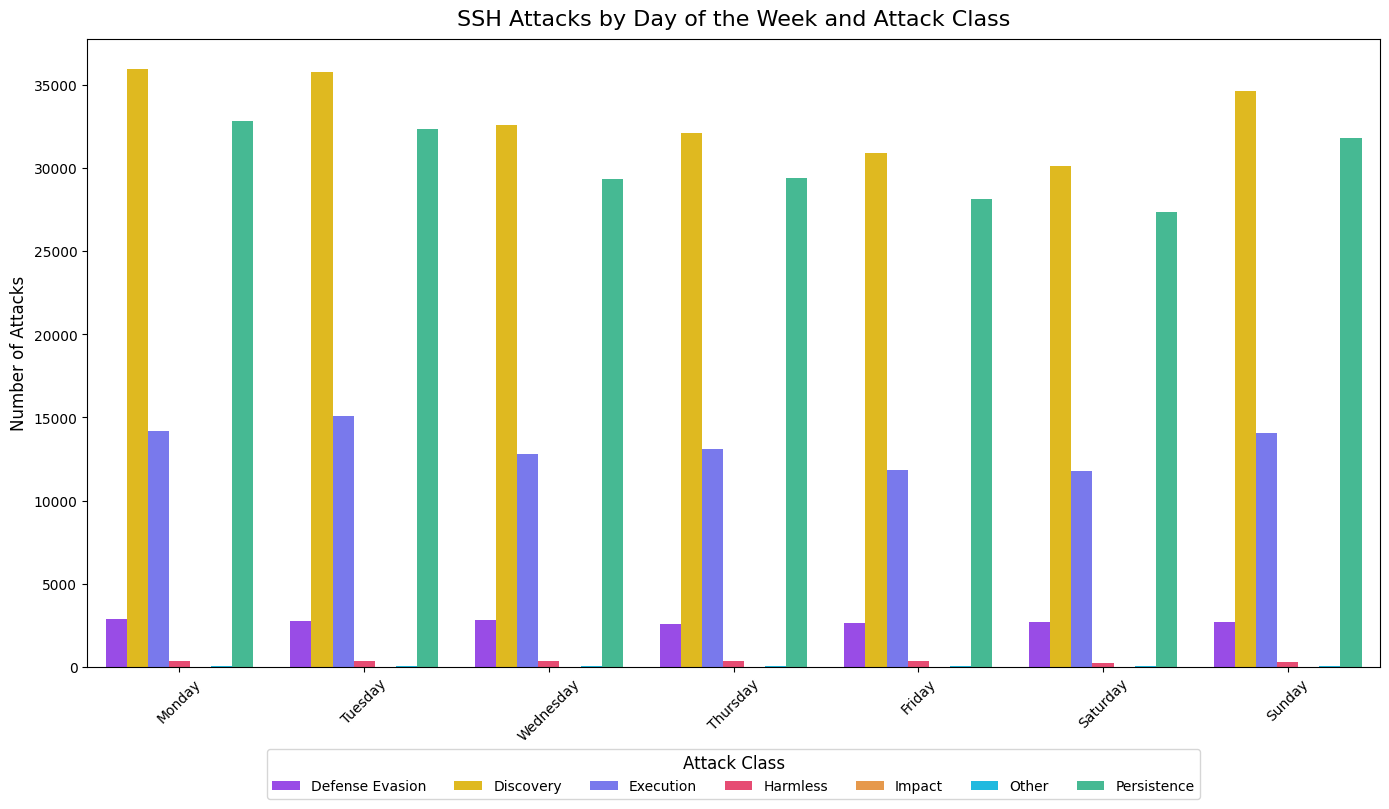 SSH Attacks by Day of the Week and Attack Class
Number of Attacks
35000
30000
25000
20000
15000
10000
5000
0
Monday
Tuesday
Wednesday
Thursday
Friday
Saturday
Sunday
Attack Class
Defense Evasion
Discovery
Execution
Harmless
Impact
Other
Persistence